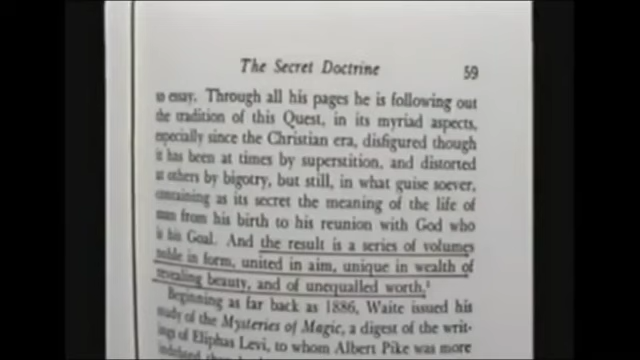 The Secret Doctrine 59
to essay. Through all his pages he is following out
the tradition of this Quest, in its myriad aspects,
especially since the Christian era, disfigured though
it has been at times by superstition, and distorted
at others by bigotry, but still, in what guise soever,
containing as its secret the meaning of the life of
man from his birth to his reunion with God who
is his Goal. And the result is a series of volumes
noble in form, united in aim, unique in wealth of
revealing beauty, and of unequalled worth.¹
Beginning as far back as 1886, Waite issued his
study of the Mysteries of Magic, a digest of the writ-
ings of Eliphas Levi, to whom Albert Pike was more
indebted than